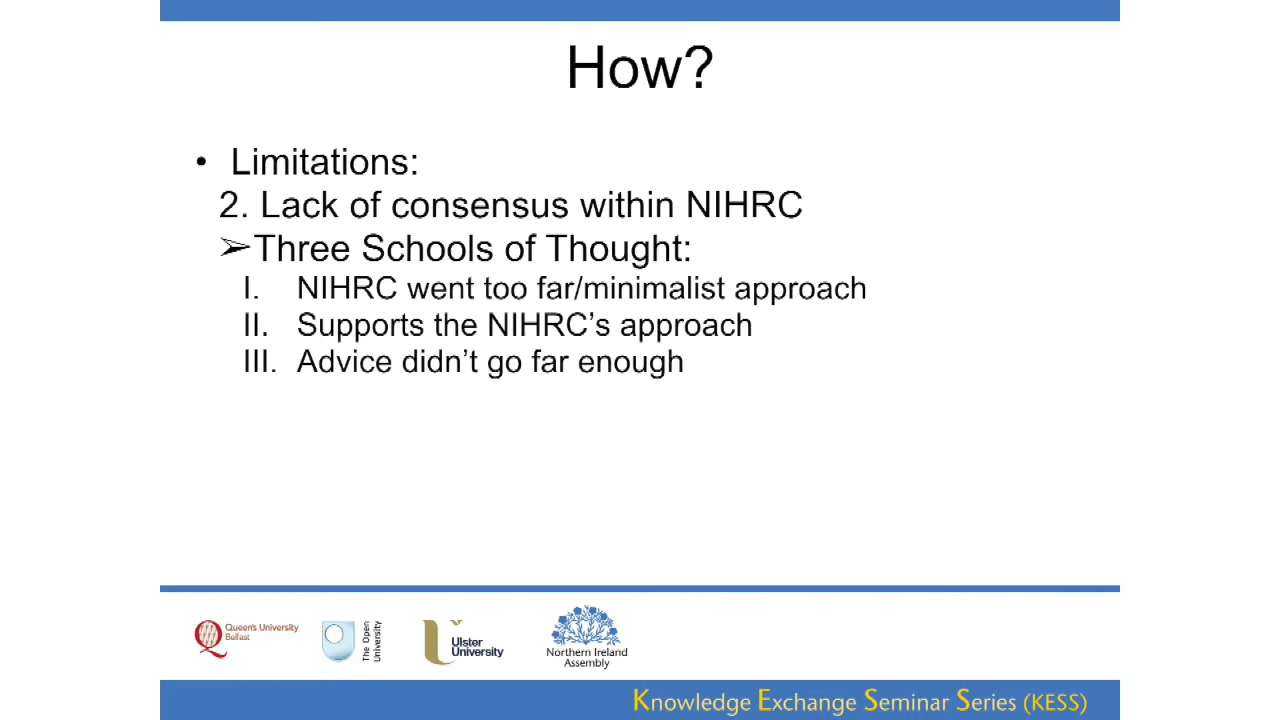 How?
• Limitations:
2. Lack of consensus within NIHRC
➢Three Schools of Thought:
I. NIHRC went too far/minimalist approach
II. Supports the NIHRC’s approach
III. Advice didn’t go far enough
Queen's University
Belfast
The Open
University
Ulster
University
Northern Ireland
Assembly
Knowledge Exchange Seminar Series (KESS)